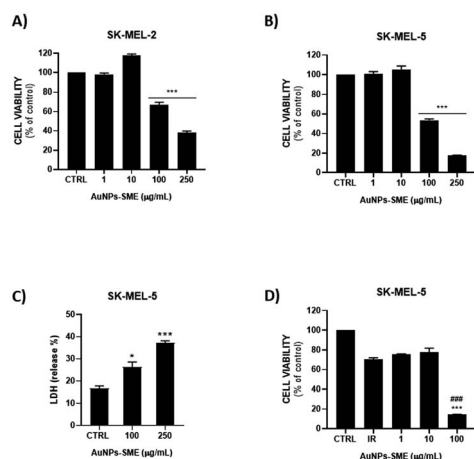 A)
SK-MEL-2
CELL VIABILITY
(% of control)
120
100
80
60
40
20
0
***
CTRL 1 10 100 250
AuNPs-SME (μg/mL)
B)
SK-MEL-5
CELL VIABILITY
(% of control)
120
100
80
60
40
20
0
***
CTRL 1 10 100 250
AuNPs-SME (μg/mL)
C)
SK-MEL-5
LDH (release %)
50
40
30
20
10
0
*
***
CTRL 100 250
AuNPs-SME (μg/mL)
D)
SK-MEL-5
CELL VIABILITY
(% of control)
120
100
80
60
40
20
0
###
***
CTRL IR 1 10 100
AuNPs-SME (μg/mL)